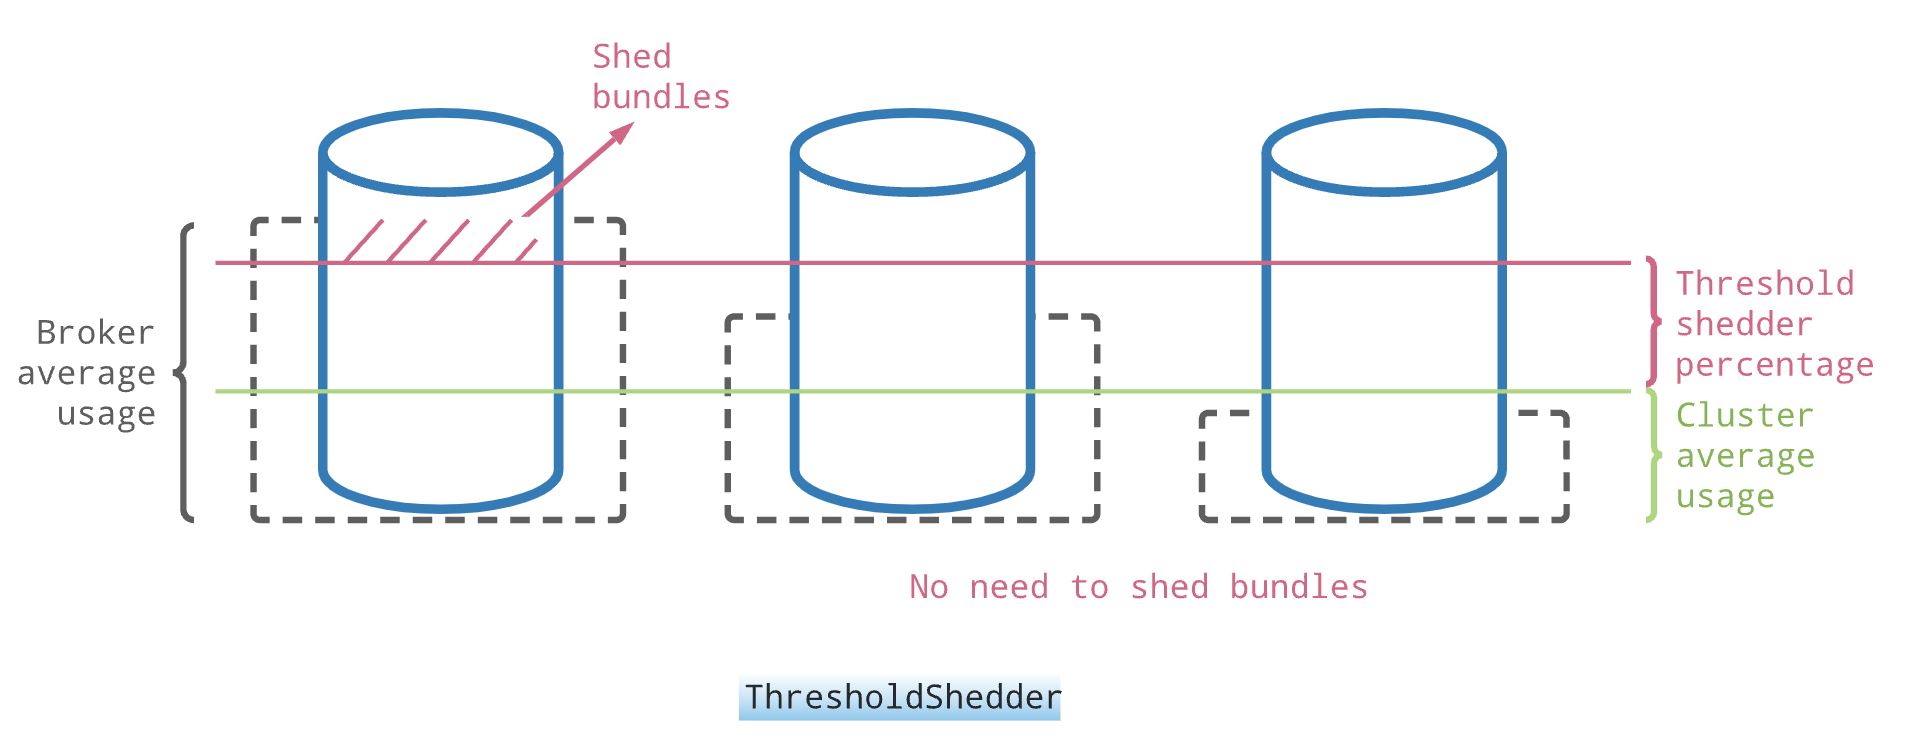 Shed
bundles
Broker
average
usage
Threshold
shedder
percentage
Cluster
average
usage
No need to shed bundles
ThresholdShedder